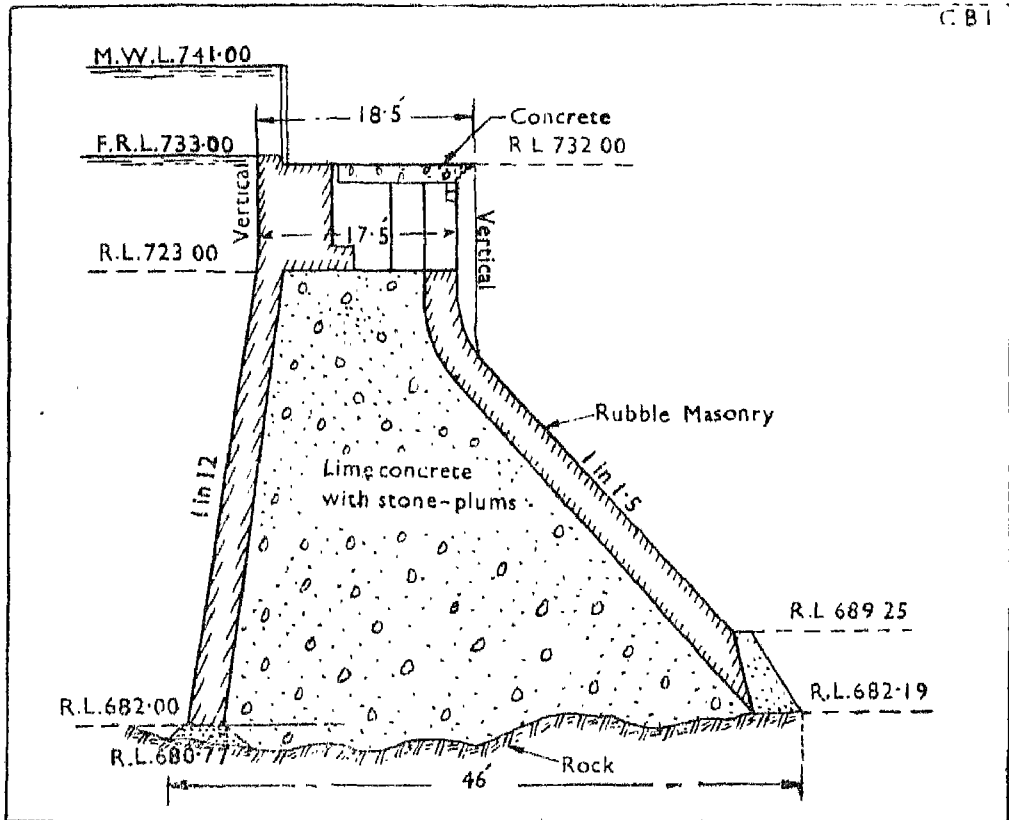 C B I
M.W.L.741·00
18·5'
Concrete
R L 732 00
F.R.L.733·00
Vertical
17·5'
Vertical
R.L.723 00
1 in 12
Lime concrete
with stone-plums
Rubble Masonry
1 in 1·5
R.L 689 25
R.L.682·00
R.L.682·19
R.L.680·77
Rock
46'